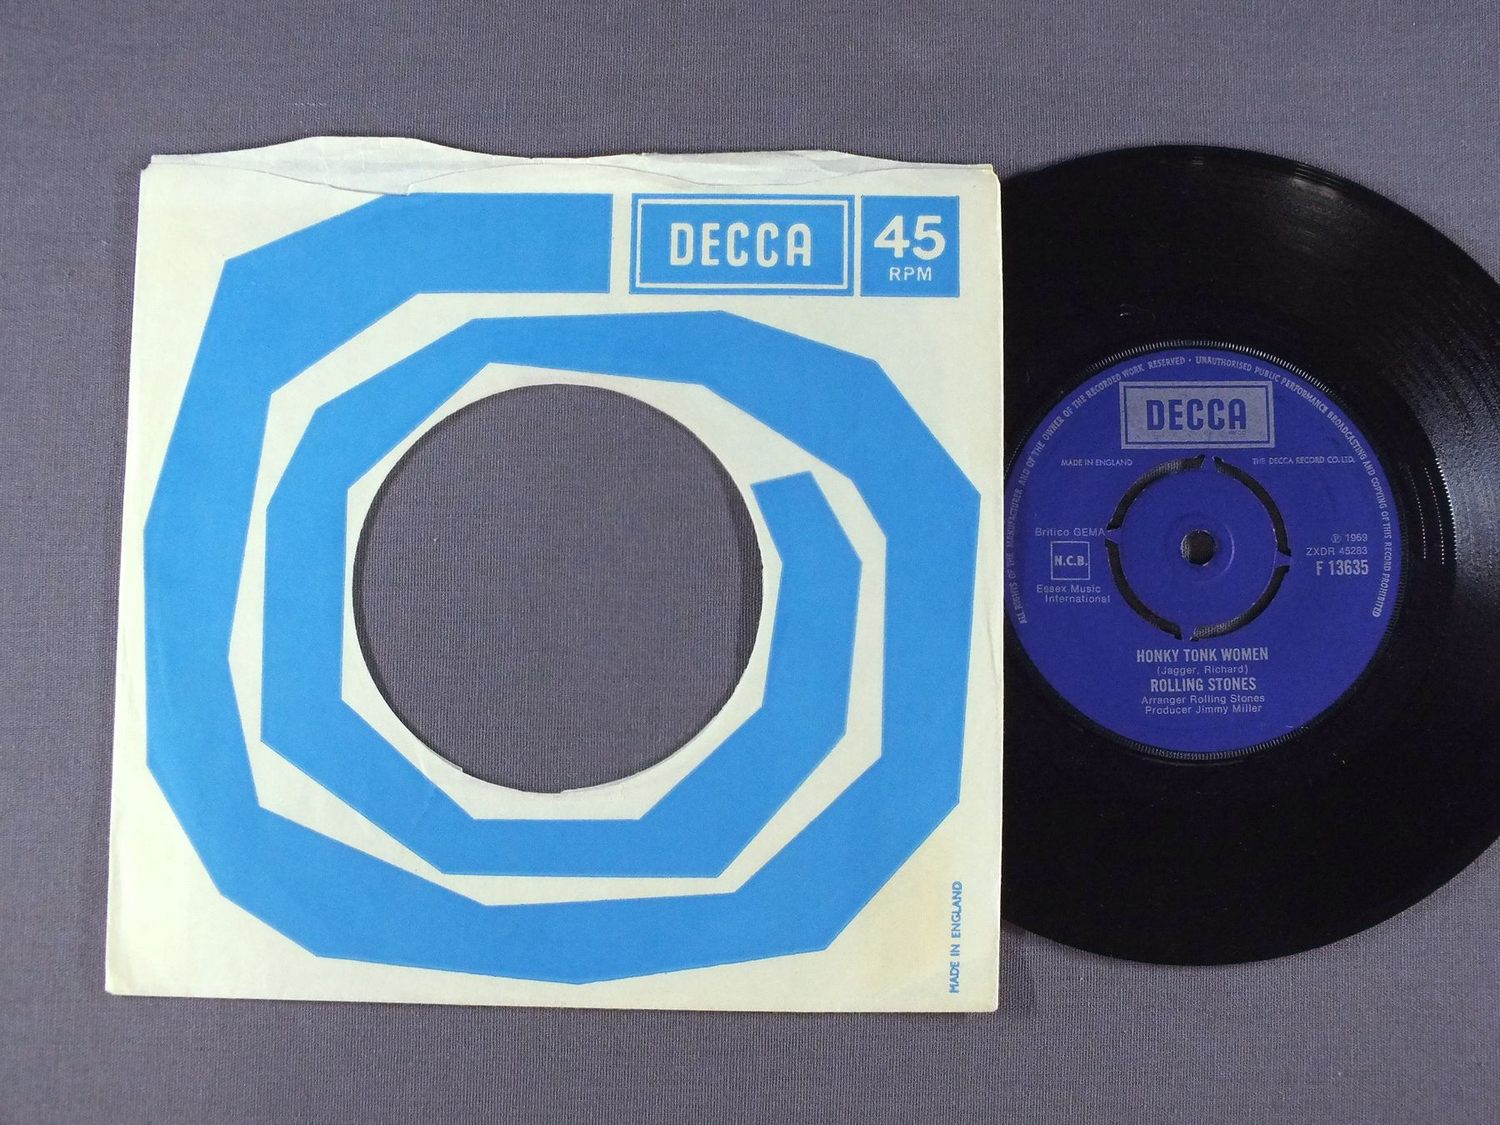 DECCA
45
RPM
MADE IN ENGLAND
ALL RIGHTS OF THE MANUFACTURER AND OF THE OWNER OF THE RECORDED WORK RESERVED · UNAUTHORISED PUBLIC PERFORMANCE BROADCASTING AND COPYING OF THIS RECORD PROHIBITED
DECCA
MADE IN ENGLAND
THE DECCA RECORD CO. LTD.
Britico GEMA
N.C.B.
Essex Music
International
℗ 1969
ZXDR 45283
F 13635
HONKY TONK WOMEN
(Jagger, Richard)
ROLLING STONES
Arranger Rolling Stones
Producer Jimmy Miller